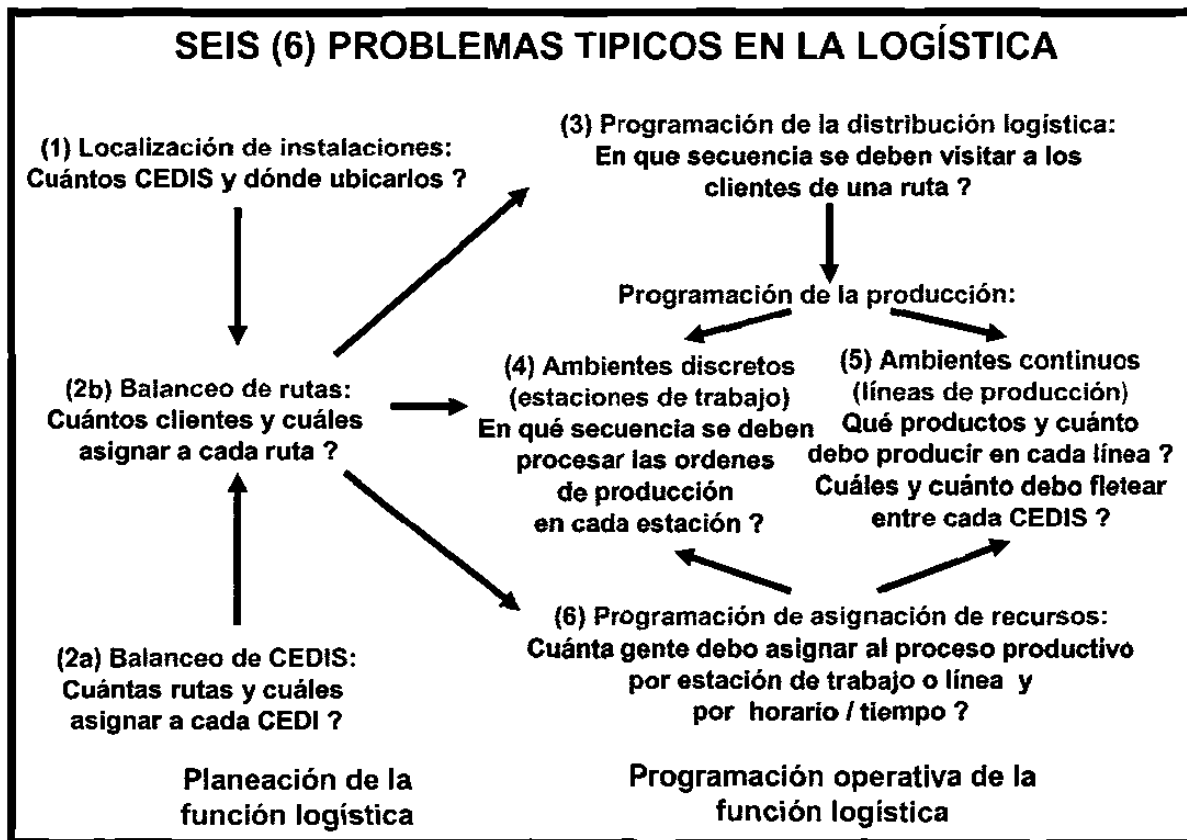 SEIS (6) PROBLEMAS TIPICOS EN LA LOGÍSTICA
(1) Localización de instalaciones:
Cuántos CEDIS y dónde ubicarlos ?
(3) Programación de la distribución logística:
En que secuencia se deben visitar a los
clientes de una ruta ?
Programación de la producción:
(2b) Balanceo de rutas:
Cuántos clientes y cuáles
asignar a cada ruta ?
(4) Ambientes discretos
(estaciones de trabajo)
En qué secuencia se deben
procesar las ordenes
de producción
en cada estación ?
(5) Ambientes continuos
(líneas de producción)
Qué productos y cuánto
debo producir en cada línea ?
Cuáles y cuánto debo fletear
entre cada CEDIS ?
(2a) Balanceo de CEDIS:
Cuántas rutas y cuáles
asignar a cada CEDI ?
(6) Programación de asignación de recursos:
Cuánta gente debo asignar al proceso productivo
por estación de trabajo o línea y
por horario / tiempo ?
Planeación de la
función logística
Programación operativa de la
función logística